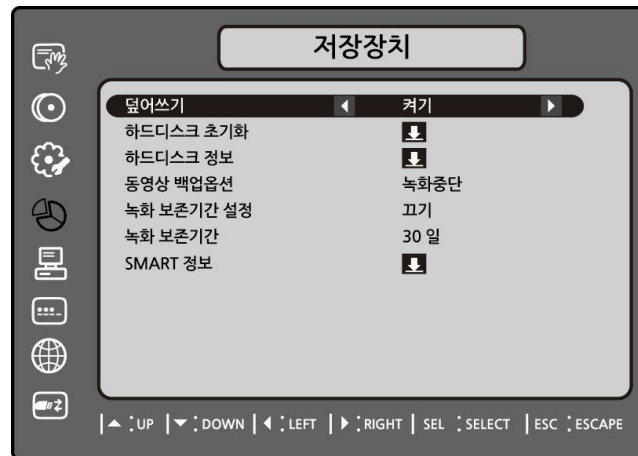 저장장치
덮어쓰기 켜기
하드디스크 초기화
하드디스크 정보
동영상 백업옵션 녹화중단
녹화 보존기간 설정 끄기
녹화 보존기간 30 일
SMART 정보
UP DOWN LEFT RIGHT SEL : SELECT ESC : ESCAPE